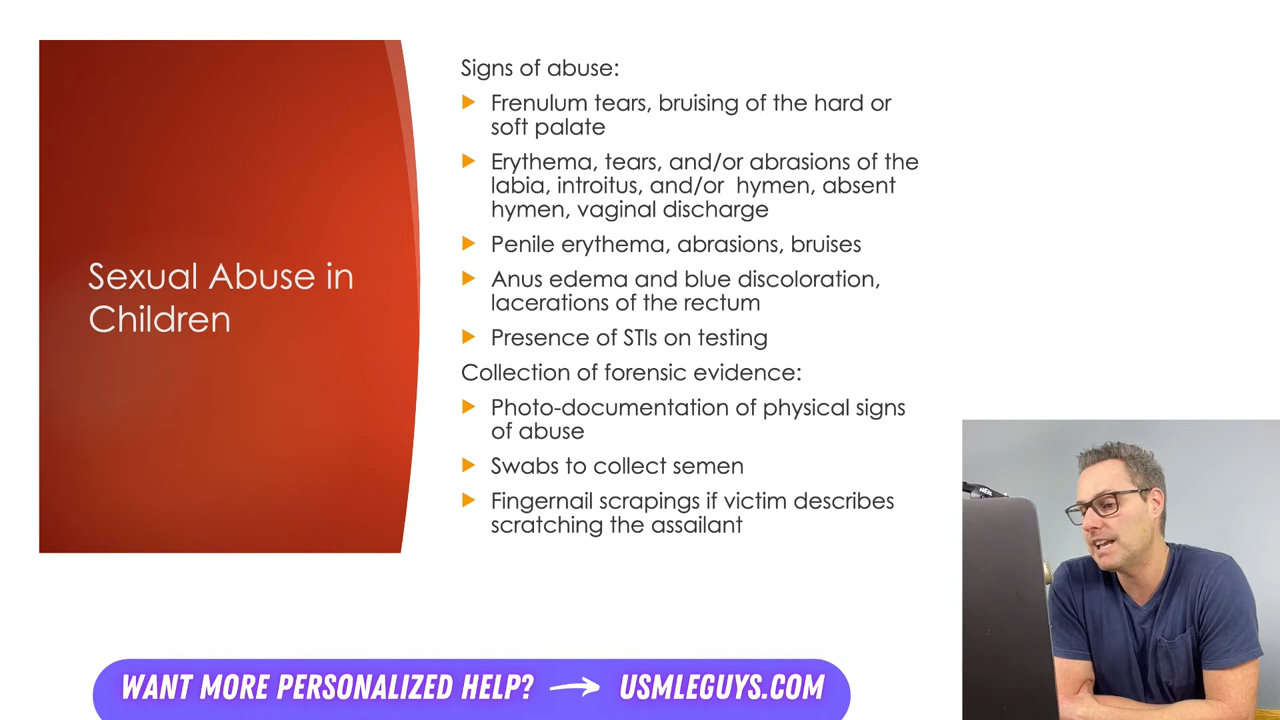 Sexual Abuse in
Children
Signs of abuse:
Frenulum tears, bruising of the hard or
soft palate
Erythema, tears, and/or abrasions of the
labia, introitus, and/or hymen, absent
hymen, vaginal discharge
Penile erythema, abrasions, bruises
Anus edema and blue discoloration,
lacerations of the rectum
Presence of STIs on testing
Collection of forensic evidence:
Photo-documentation of physical signs
of abuse
Swabs to collect semen
Fingernail scrapings if victim describes
scratching the assailant
WANT MORE PERSONALIZED HELP? → USMLEGUYS.COM